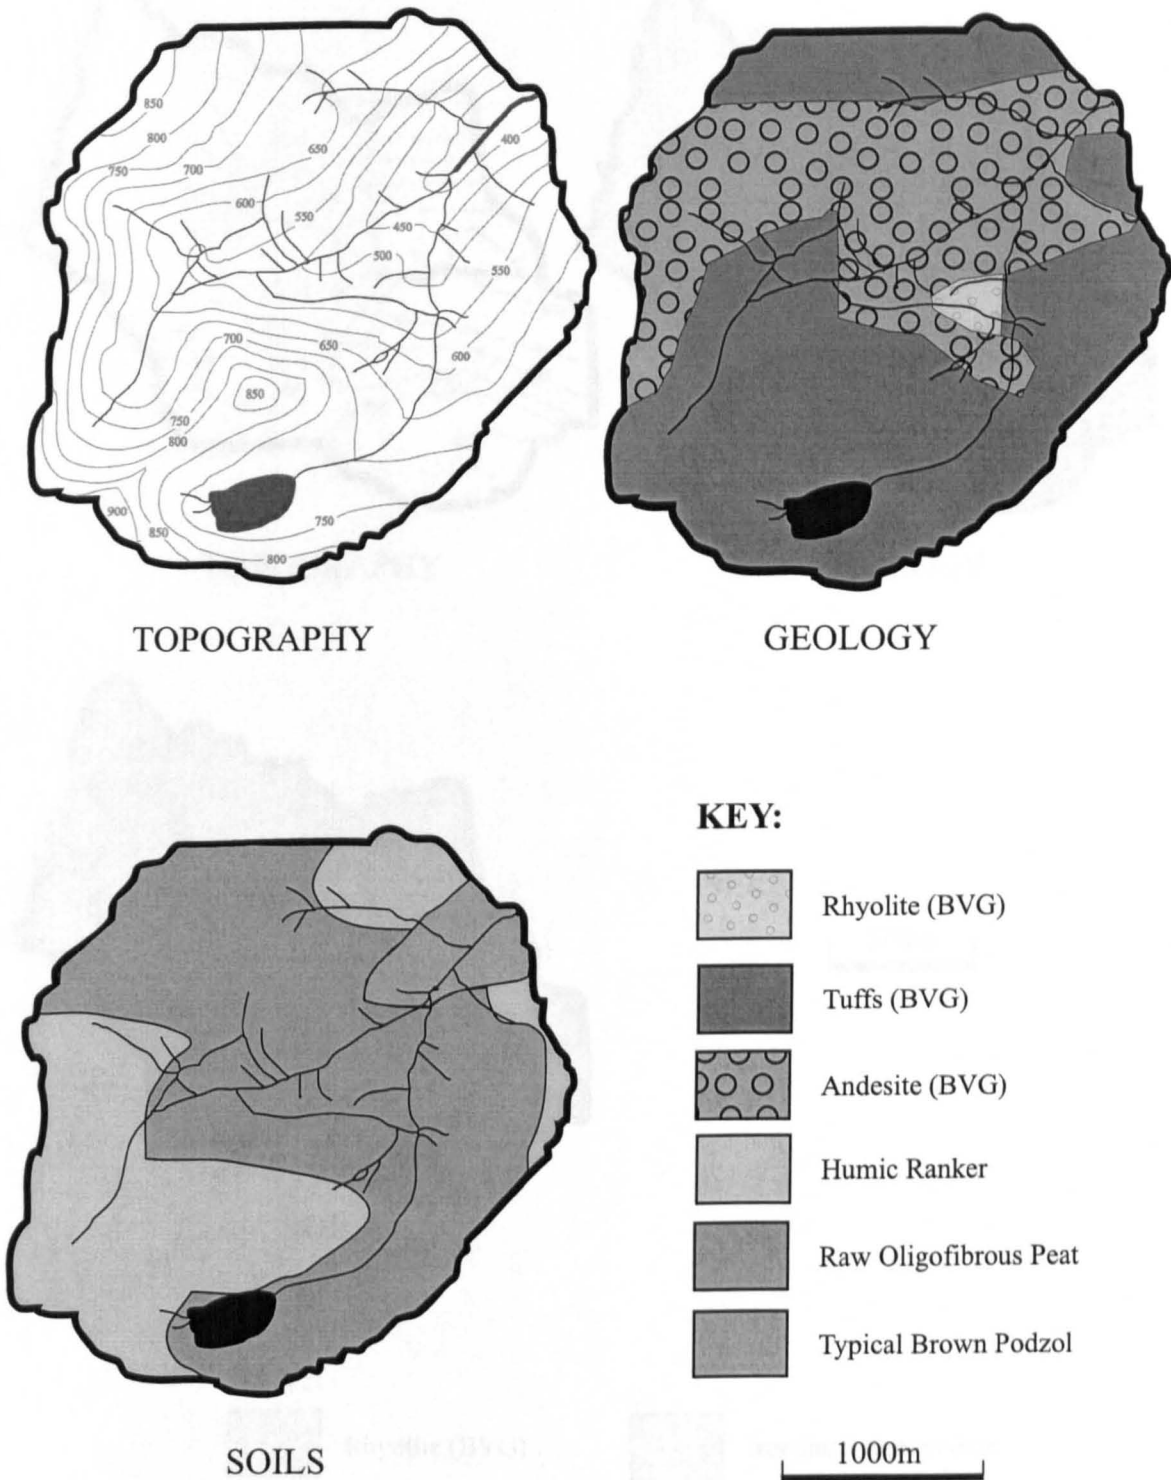 850
800
750
700
650
400
600
550
450
500
550
700
650
600
850
750
800
900
850
750
800
TOPOGRAPHY
GEOLOGY
KEY:
Rhyolite (BVG)
Tuffs (BVG)
Andesite (BVG)
Humic Ranker
Raw Oligofibrous Peat
Typical Brown Podzol
SOILS
1000m